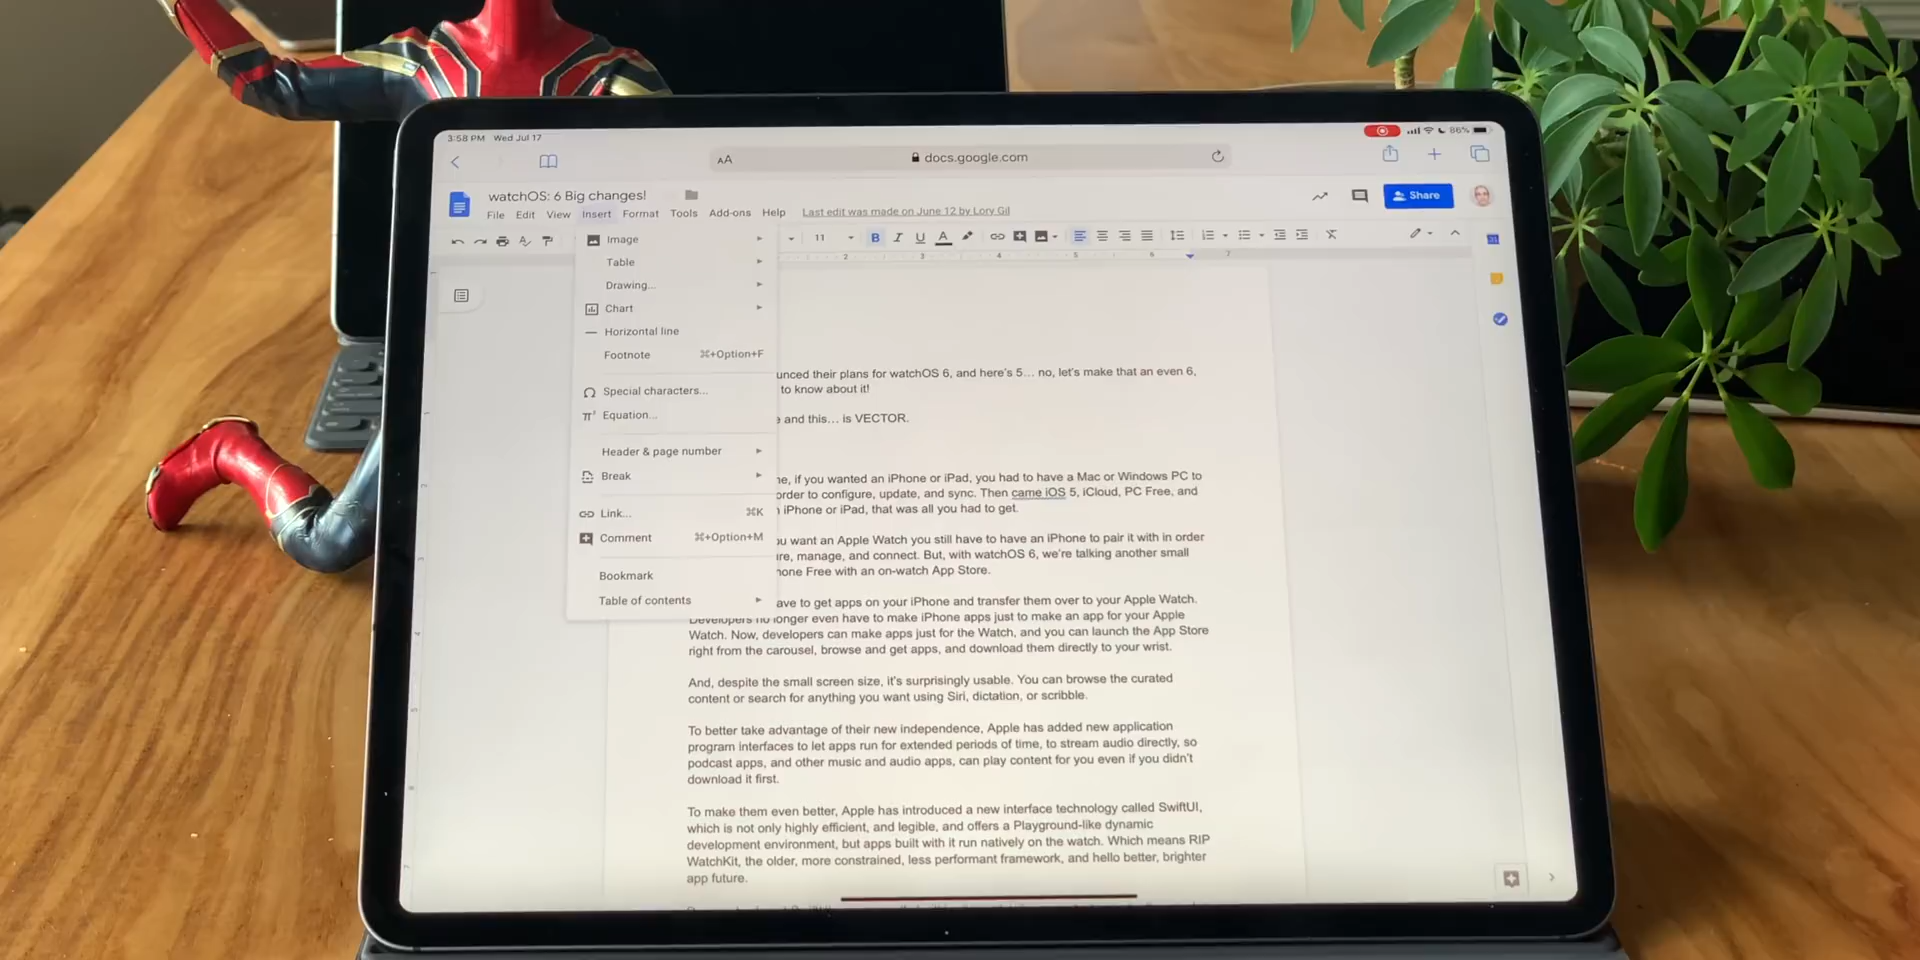 3:58 PM Wed Jul 17
86%
AA
docs.google.com
watchOS: 6 Big changes!
Share
File Edit View Insert Format Tools Add-ons Help Last edit was made on June 12 by Lory Gil
11
B I U A
2 3 4 5 6 7
Image
Table
Drawing...
Chart
Horizontal line
Footnote ⌘+Option+F
Special characters...
π² Equation...
Header & page number
Break
Link... ⌘K
Comment ⌘+Option+M
Bookmark
Table of contents
unced their plans for watchOS 6, and here's 5... no, let's make that an even 6,
to know about it!
and this... is VECTOR.
if you wanted an iPhone or iPad, you had to have a Mac or Windows PC to
order to configure, update, and sync. Then came iOS 5, iCloud, PC Free, and
iPhone or iPad, that was all you had to get.
want an Apple Watch you still have to have an iPhone to pair it with in order
manage, and connect. But, with watchOS 6, we're talking another small
Free with an on-watch App Store.
ave to get apps on your iPhone and transfer them over to your Apple Watch.
Developers no longer even have to make iPhone apps just to make an app for your Apple
Watch. Now, developers can make apps just for the Watch, and you can launch the App Store
right from the carousel, browse and get apps, and download them directly to your wrist.
And, despite the small screen size, it's surprisingly usable. You can browse the curated
content or search for anything you want using Siri, dictation, or scribble.
To better take advantage of their new independence, Apple has added new application
program interfaces to let apps run for extended periods of time, to stream audio directly, so
podcast apps, and other music and audio apps, can play content for you even if you didn't
download it first.
To make them even better, Apple has introduced a new interface technology called SwiftUI,
which is not only highly efficient, and legible, and offers a Playground-like dynamic
development environment, but apps built with it run natively on the watch. Which means RIP
WatchKit, the older, more constrained, less performant framework, and hello better, brighter
app future.